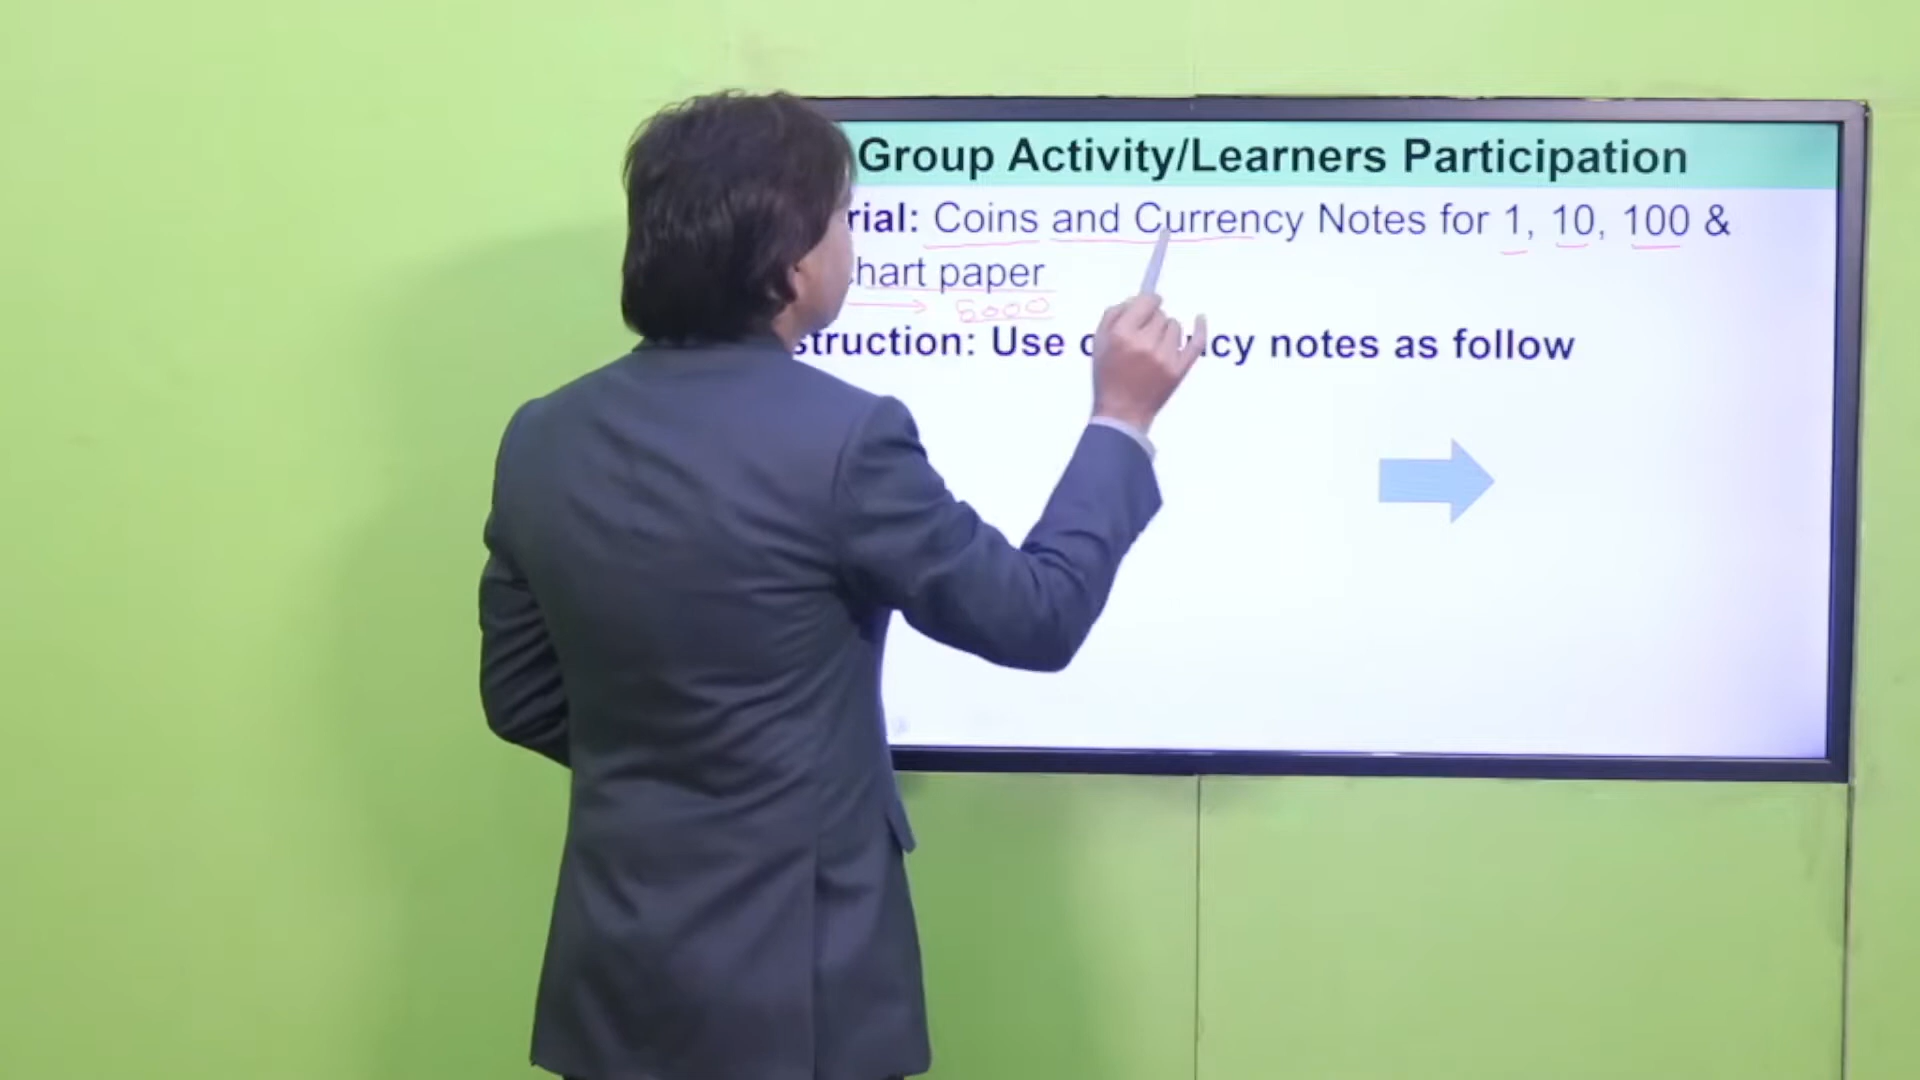 Group Activity/Learners Participation
rial: Coins and Currency Notes for 1, 10, 100 &
hart paper
5000
struction: Use notes as follow